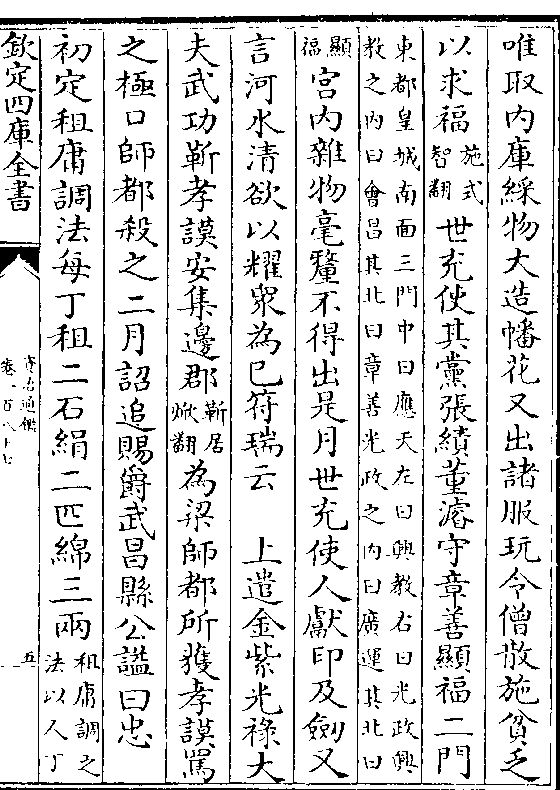 唯取内庫綵物大造幡花又出諸服玩令僧散施貧乏
以求福施式智翻世充使其黨張績董濬守章善顯福二門
東都皇城南面三門中曰應天左曰興教右曰光政興
教之内曰會昌其北曰章善光政之内曰廣運其北曰
顯福宫内雜物毫釐不得出是月世充使人獻印及劔又
言河水清欲以耀衆為已符瑞云　上遣金紫光禄大
夫武功靳孝謨安集邊郡靳居焮翻為梁師都所獲孝謨罵
之極口師都殺之二月詔追賜爵武昌縣公謚曰忠
初定租庸調法每丁租二石絹二匹綿三兩租庸調之法以人丁
欽定四庫全書
資治通鑑
卷一百八十七
五